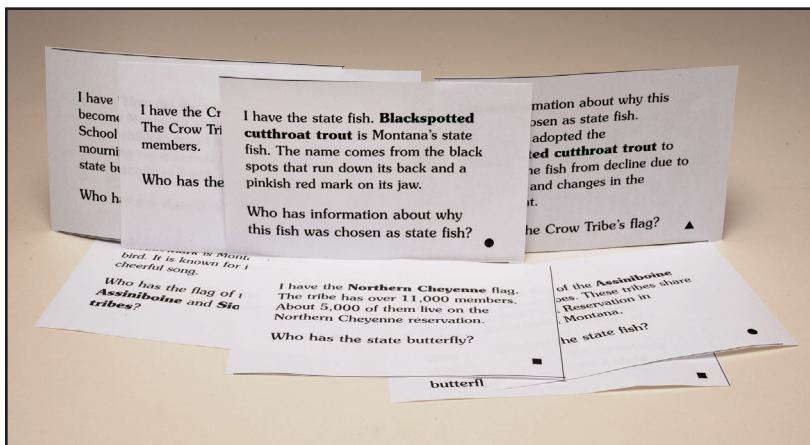 I have
become
School
mourni
state bu
Who h
I have the Cr
The Crow Tri
members.
Who has the
I have the state fish. Blackspotted
cutthroat trout is Montana's state
fish. The name comes from the black
spots that run down its back and a
pinkish red mark on its jaw.
Who has information about why
this fish was chosen as state fish?
mation about why this
osen as state fish.
adopted the
ed cutthroat trout to
e fish from decline due to
and changes in the
t.
he Crow Tribe's flag?
is Mont
bird. It is known for i
cheerful song.
Who has the flag of t
Assiniboine and Sio
tribes?
I have the Northern Cheyenne flag.
The tribe has over 11,000 members.
About 5,000 of them live on the
Northern Cheyenne reservation.
Who has the state butterfly?
of the Assiniboine
es. These tribes share
Reservation in
Montana.
he state fish?
butterfl